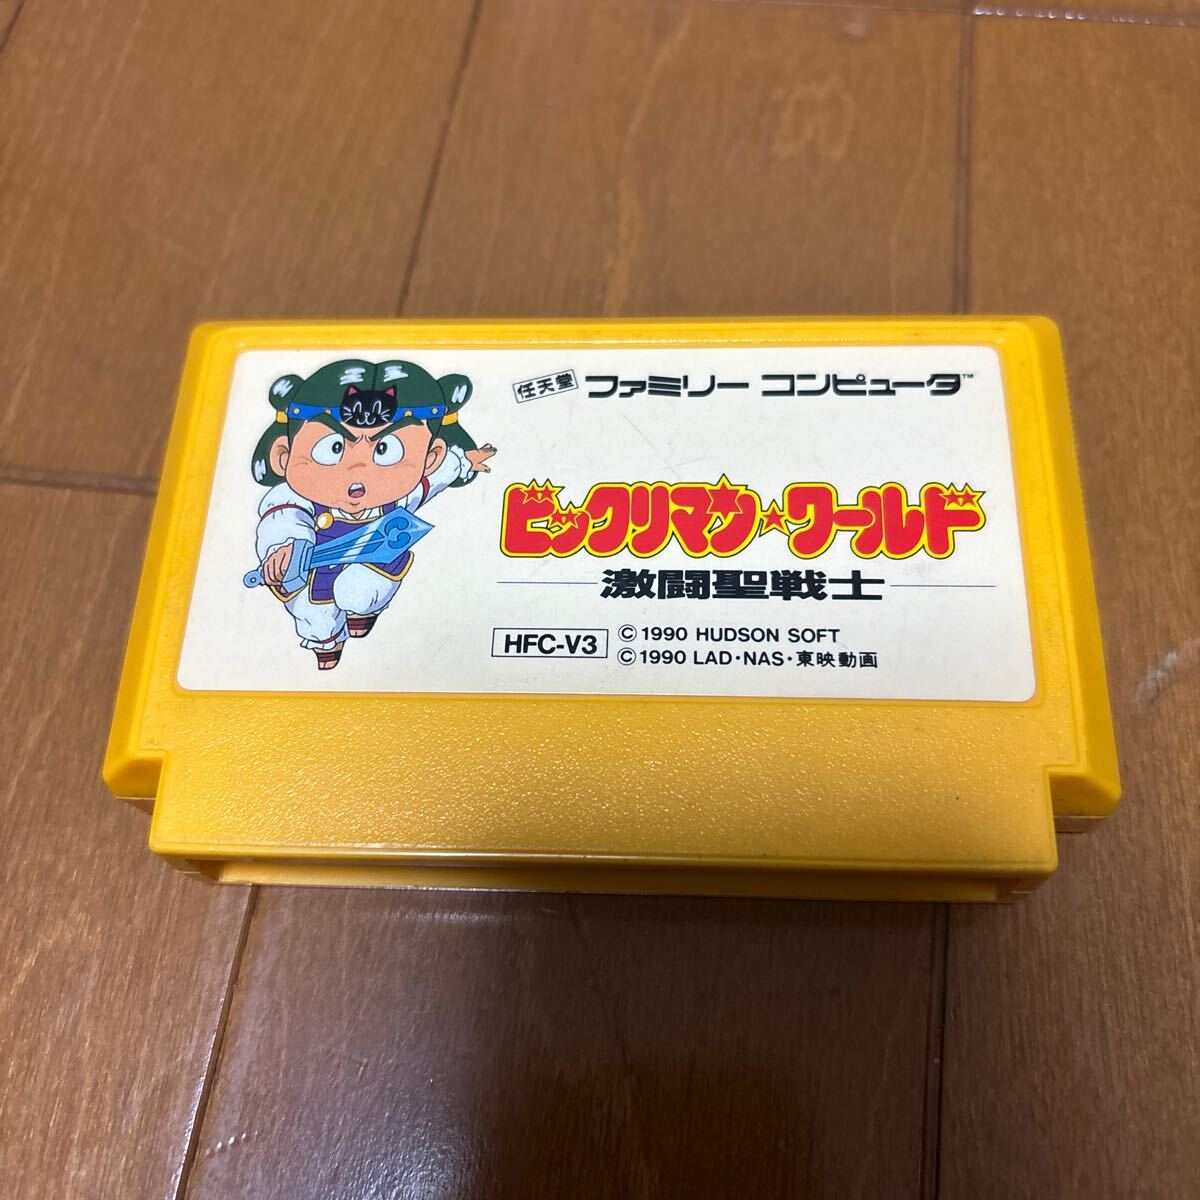 任天堂 ファミリー コンピュータ™
ビックリマン★ワールド
激闘聖戦士
HFC-V3
© 1990 HUDSON SOFT
© 1990 LAD・NAS・東映動画